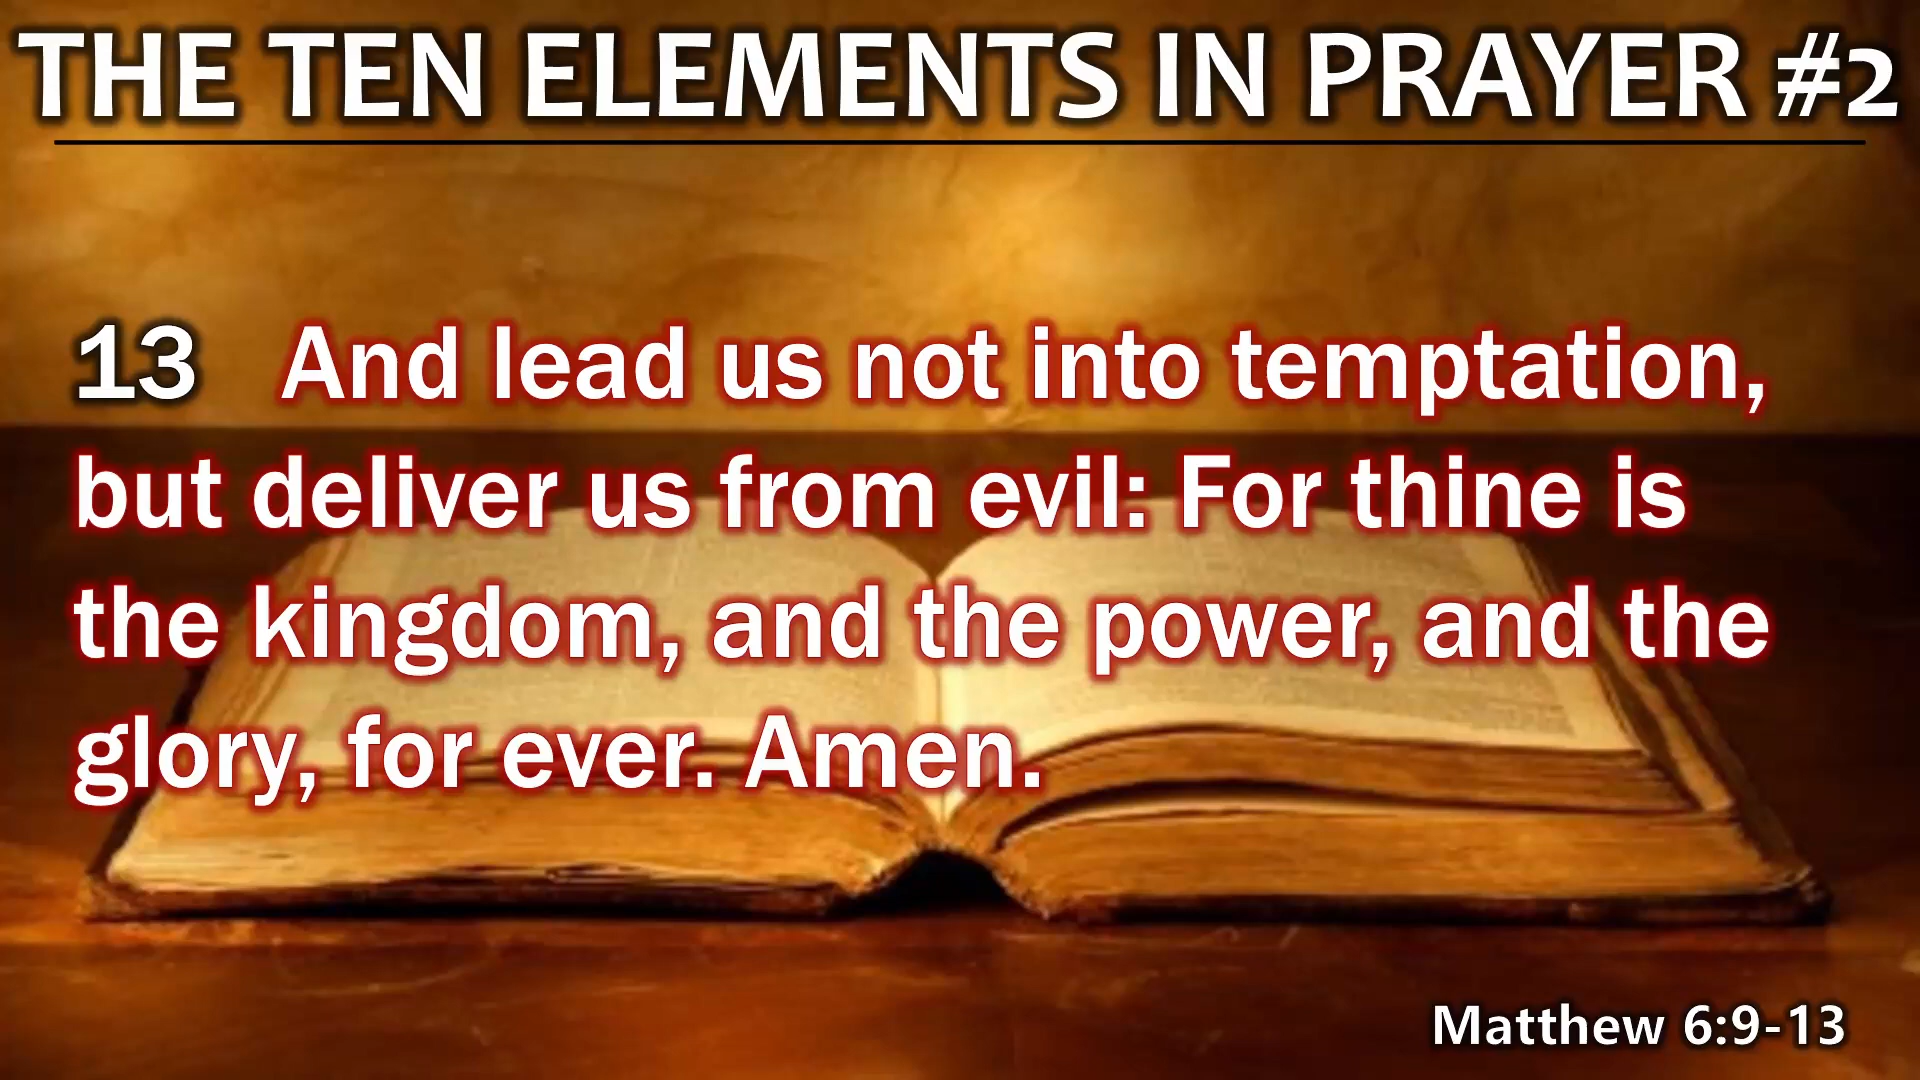 THE TEN ELEMENTS IN PRAYER #2
13 And lead us not into temptation,
but deliver us from evil: For thine is
the kingdom, and the power, and the
glory, for ever. Amen.
Matthew 6:9-13